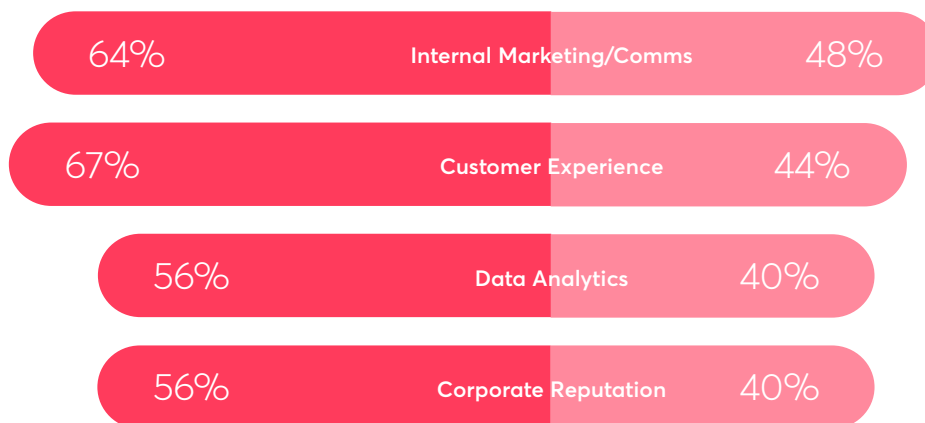 64% Internal Marketing/Comms 48%
67% Customer Experience 44%
56% Data Analytics 40%
56% Corporate Reputation 40%